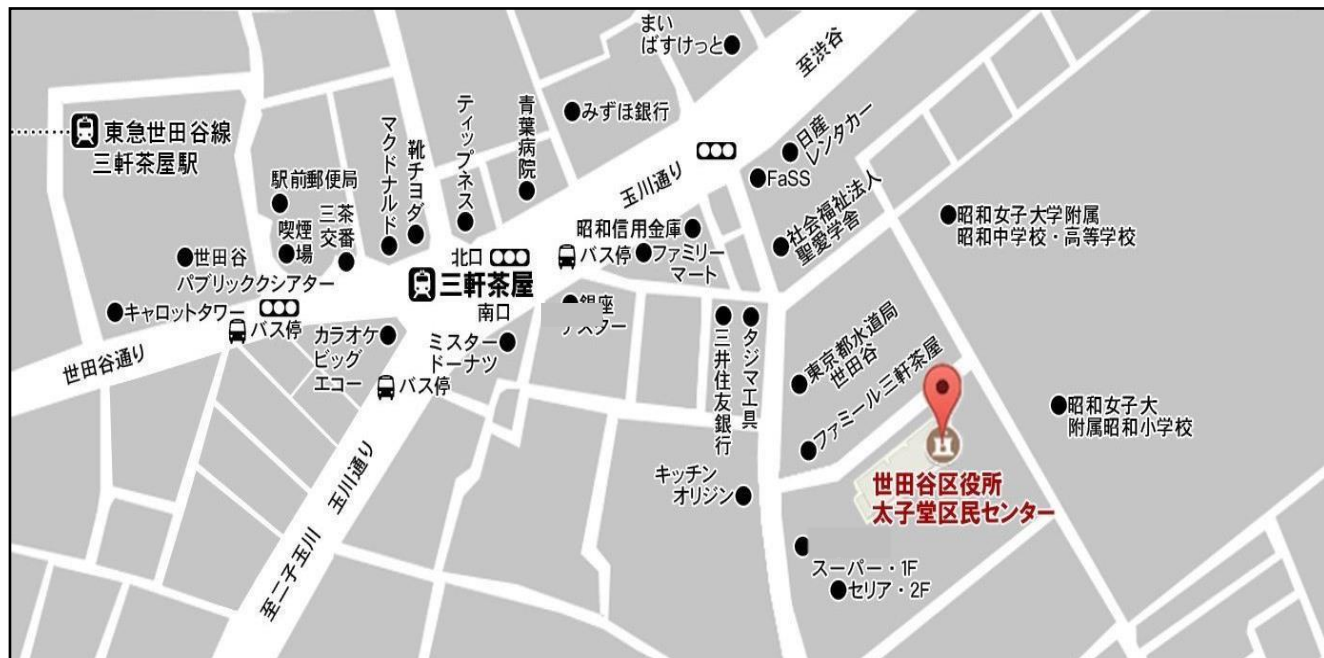 まい
ばすけっと
至渋谷
東急世田谷線
三軒茶屋駅
マクドナルド
靴チヨダ
ティップネス
青葉病院
みずほ銀行
玉川通り
日産
レンタカー
FaSS
駅前郵便局
喫煙
場
三茶
交番
世田谷
パブリッククシアター
キャロットタワー
バス停
世田谷通り
北口
三軒茶屋
南口
バス停
昭和信用金庫
ファミリー
マート
社会福祉法人
聖愛学舎
昭和女子大学附属
昭和中学校・高等学校
カラオケ
ビッグ
エコー
バス停
ミスター
ドーナツ
銀座
三井住友銀行
タジマ工具
東京都水道局
世田谷
ファミール三軒茶屋
昭和女子大
附属昭和小学校
世田谷区役所
太子堂区民センター
キッチン
オリジン
スーパー・1F
セリア・2F
玉川通り
至二子玉川